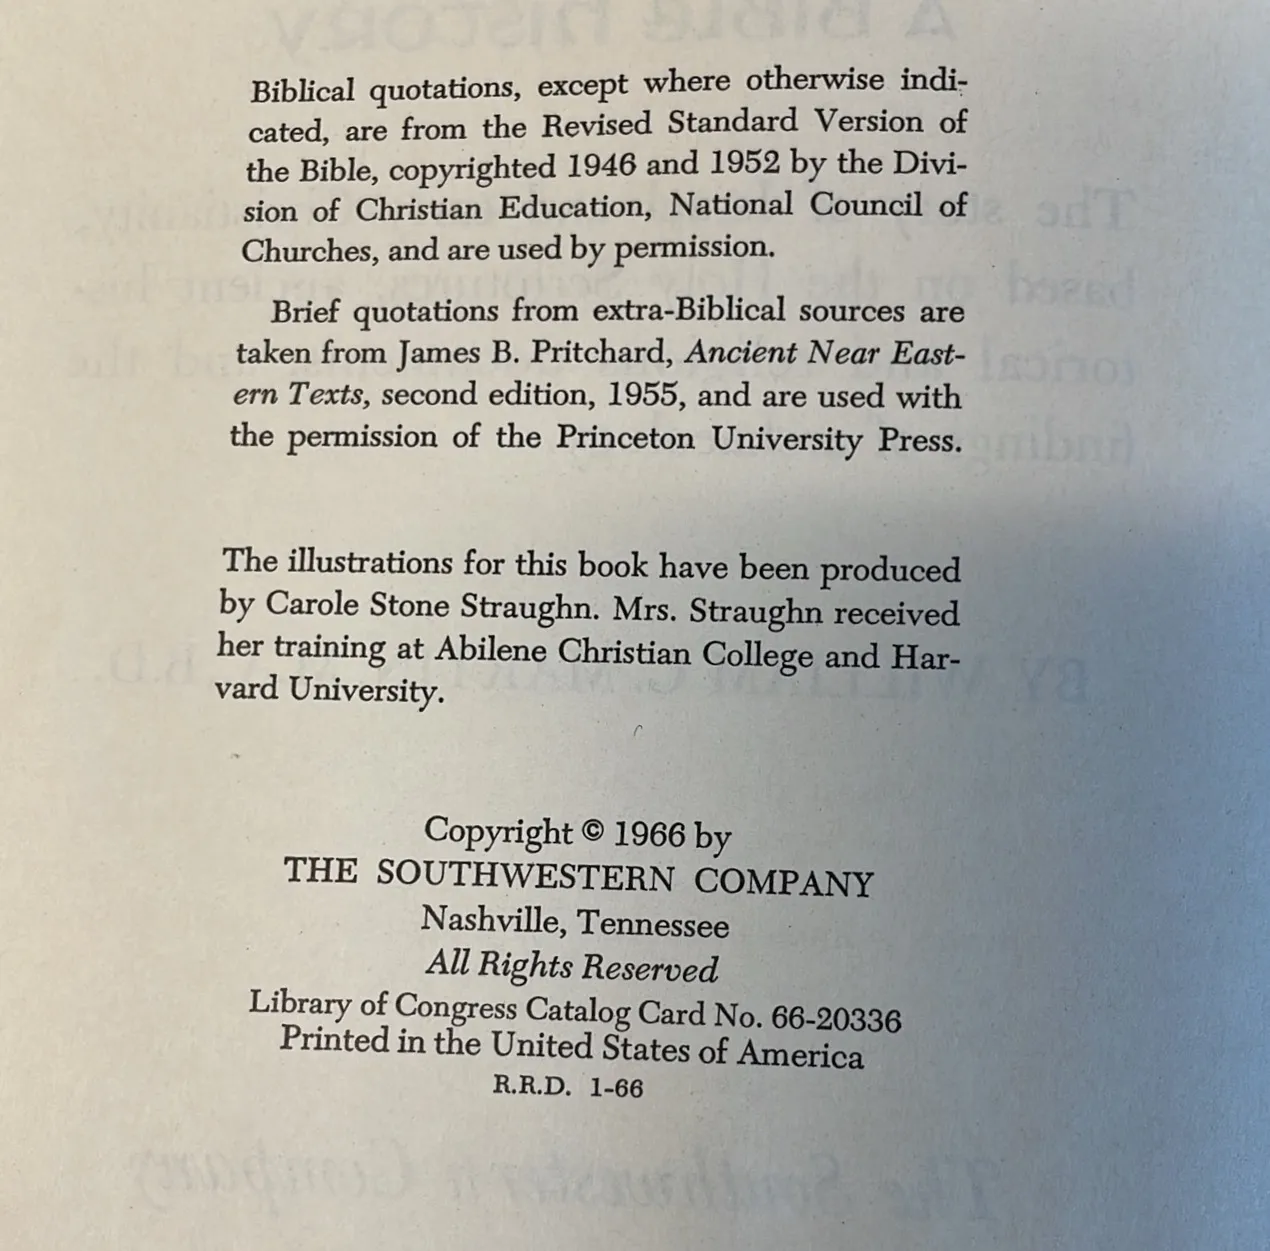 Biblical quotations, except where otherwise indi-
cated, are from the Revised Standard Version of
the Bible, copyrighted 1946 and 1952 by the Divi-
sion of Christian Education, National Council of
Churches, and are used by permission.
Brief quotations from extra-Biblical sources are
taken from James B. Pritchard, Ancient Near East-
ern Texts, second edition, 1955, and are used with
the permission of the Princeton University Press.
The illustrations for this book have been produced
by Carole Stone Straughn. Mrs. Straughn received
her training at Abilene Christian College and Har-
vard University.
Copyright © 1966 by
THE SOUTHWESTERN COMPANY
Nashville, Tennessee
All Rights Reserved
Library of Congress Catalog Card No. 66-20336
Printed in the United States of America
R.R.D. 1-66